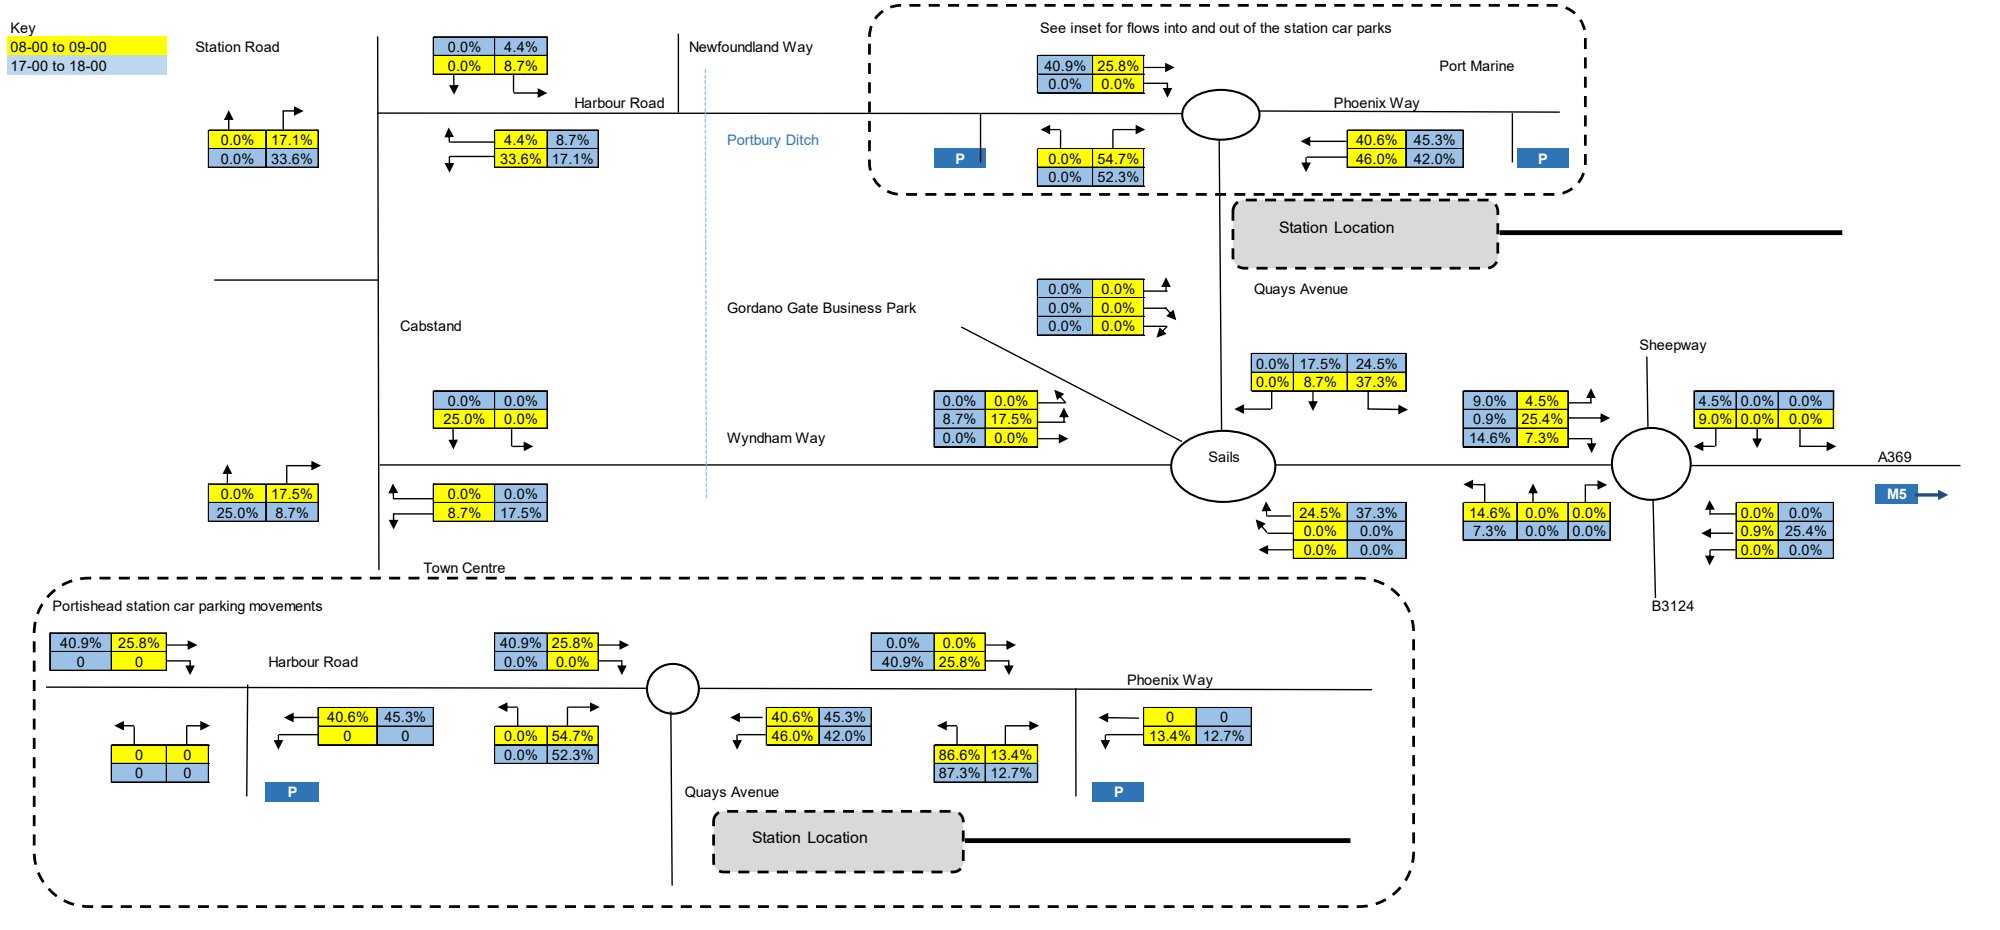 Key
08-00 to 09-00
17-00 to 18-00
Station Road
0.0% 4.4%
0.0% 8.7%
Newfoundland Way
See inset for flows into and out of the station car parks
40.9% 25.8%
0.0% 0.0%
Port Marine
Harbour Road
Phoenix Way
0.0% 17.1%
0.0% 33.6%
4.4% 8.7%
33.6% 17.1%
Portbury Ditch
P
0.0% 54.7%
0.0% 52.3%
40.6% 45.3%
46.0% 42.0%
P
Station Location
Quays Avenue
Gordano Gate Business Park
0.0% 0.0%
0.0% 0.0%
0.0% 0.0%
Cabstand
Sheepway
0.0% 17.5% 24.5%
0.0% 8.7% 37.3%
0.0% 0.0%
25.0% 0.0%
Wyndham Way
0.0% 0.0%
8.7% 17.5%
0.0% 0.0%
Sails
9.0% 4.5%
0.9% 25.4%
14.6% 7.3%
4.5% 0.0% 0.0%
9.0% 0.0% 0.0%
A369
M5
0.0% 17.5%
25.0% 8.7%
0.0% 0.0%
8.7% 17.5%
24.5% 37.3%
0.0% 0.0%
0.0% 0.0%
14.6% 0.0% 0.0%
7.3% 0.0% 0.0%
0.0% 0.0%
0.9% 25.4%
0.0% 0.0%
Town Centre
B3124
Portishead station car parking movements
40.9% 25.8%
0 0
Harbour Road
40.9% 25.8%
0.0% 0.0%
0.0% 0.0%
40.9% 25.8%
Phoenix Way
0 0
0 0
40.6% 45.3%
0 0
0.0% 54.7%
0.0% 52.3%
40.6% 45.3%
46.0% 42.0%
86.6% 13.4%
87.3% 12.7%
0 0
13.4% 12.7%
P
Quays Avenue
P
Station Location